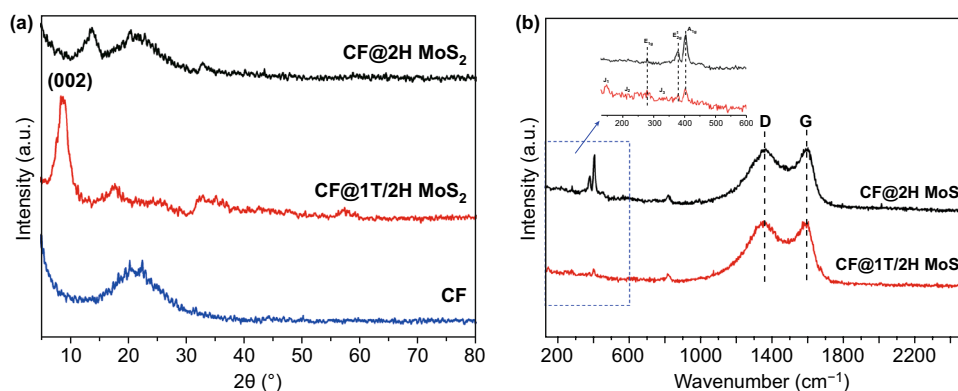 (a)
CF@2H MoS₂
(002)
CF@1T/2H MoS₂
CF
Intensity (a.u.)
10 20 30 40 50 60 70 80
2θ (°)
(b)
E₁g E¹₂g A₁g
J₁ J₂ J₃
200 300 400 500 600
D G
CF@2H MoS
CF@1T/2H MoS
Intensity (a.u.)
200 600 1000 1400 1800 2200
Wavenumber (cm⁻¹)